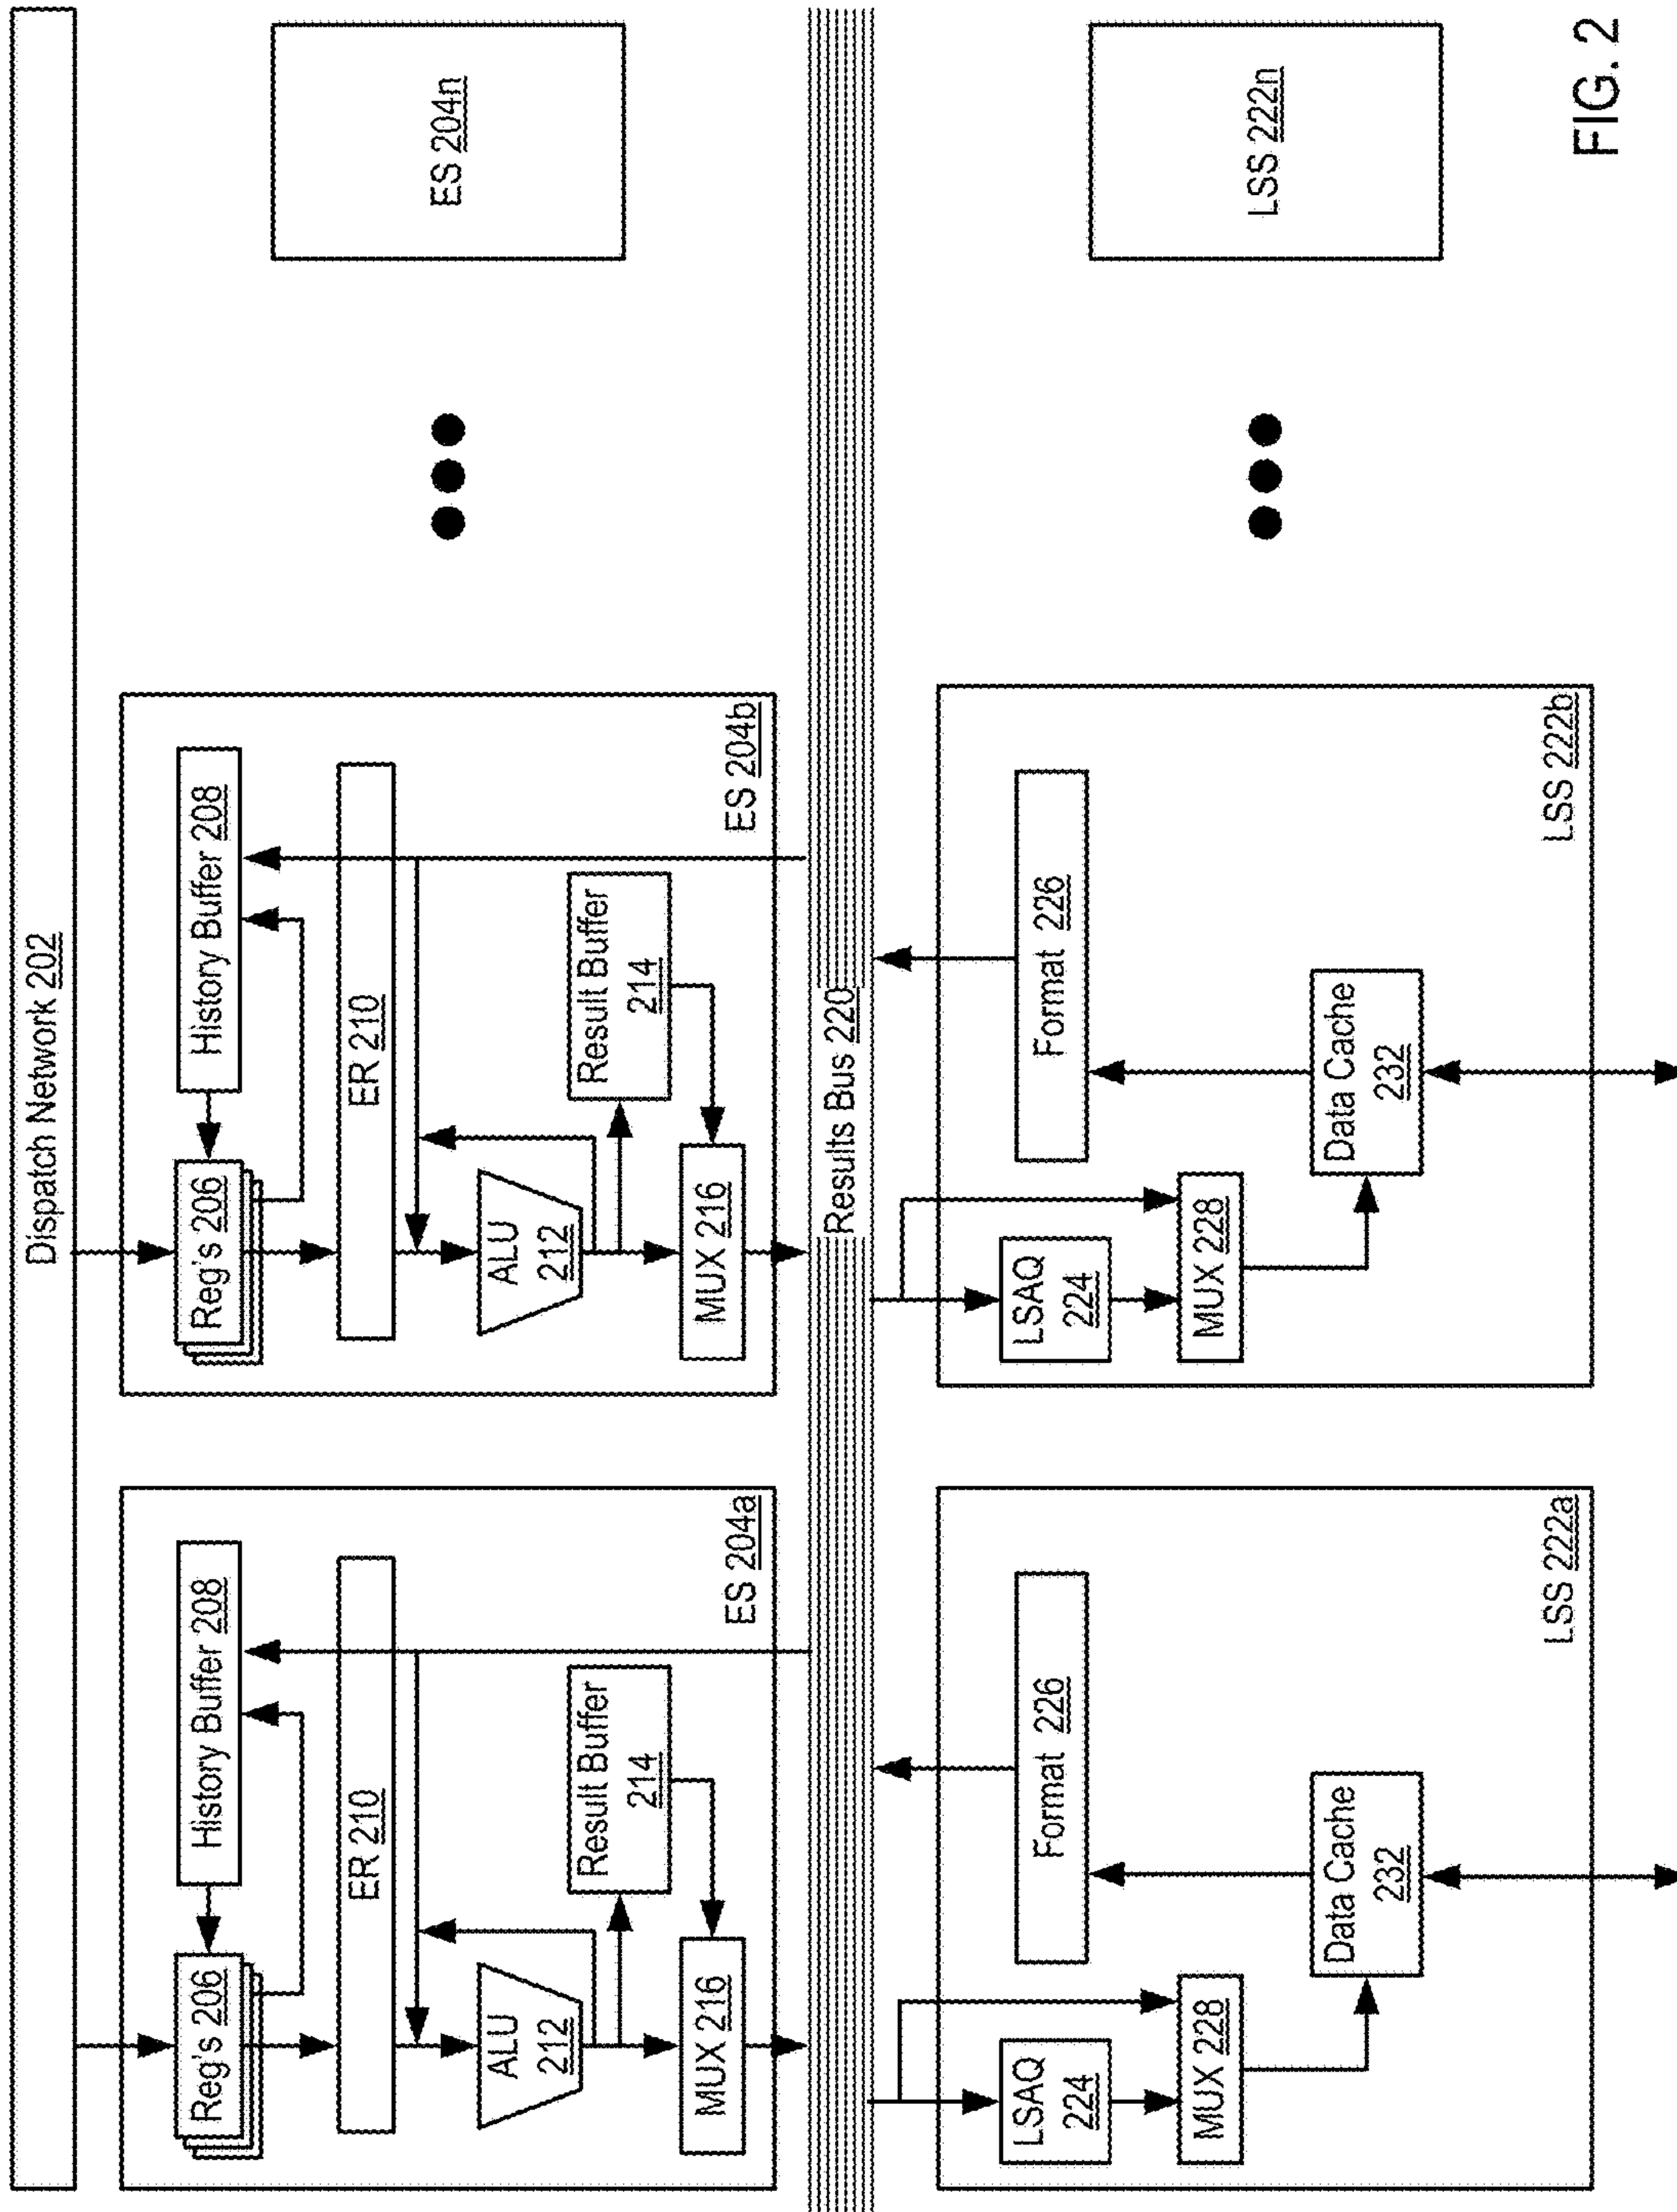 Dispatch Network 202
Reg's 206
History Buffer 208
ER 210
ALU
212
Result Buffer
214
MUX 216
ES 204a
Reg's 206
History Buffer 208
ER 210
ALU
212
Result Buffer
214
MUX 216
ES 204b
ES 204n
Results Bus 220
LSAQ
224
MUX 228
Format 226
Data Cache
232
LSS 222a
LSAQ
224
MUX 228
Format 226
Data Cache
232
LSS 222b
LSS 222n
FIG. 2